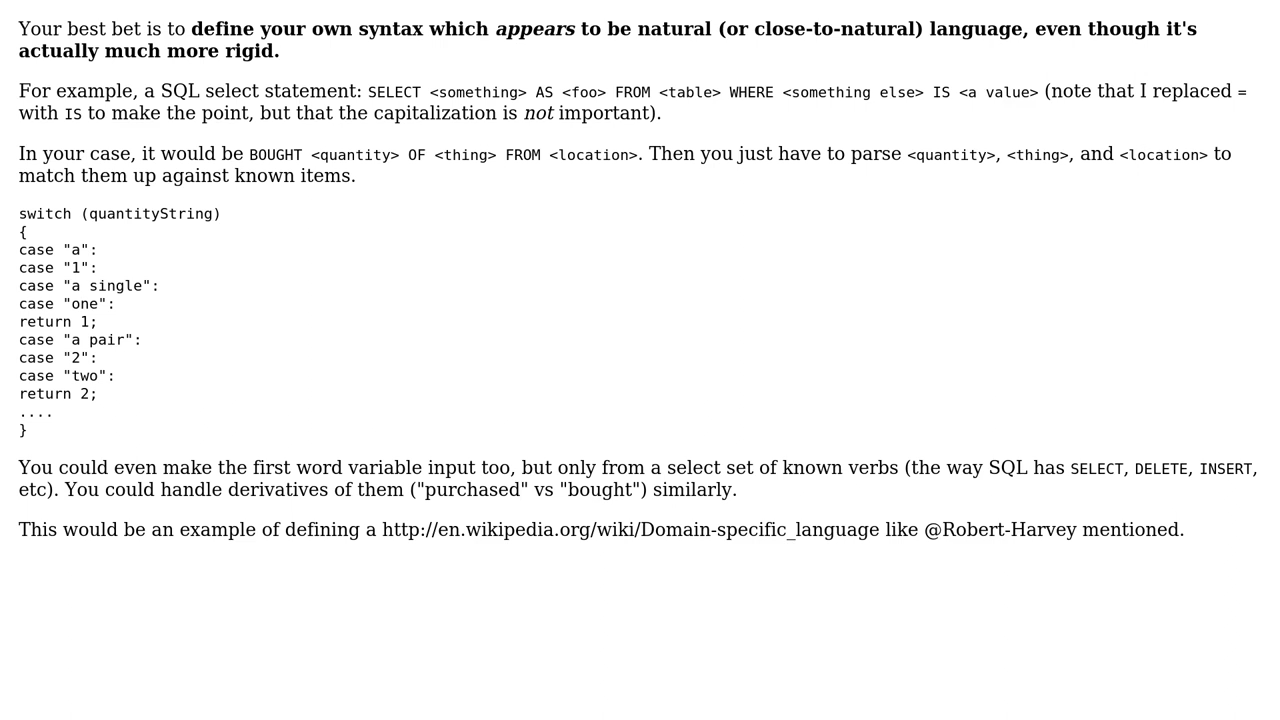 Your best bet is to define your own syntax which appears to be natural (or close-to-natural) language, even though it's
actually much more rigid.
For example, a SQL select statement: SELECT <something> AS <foo> FROM <table> WHERE <something else> IS <a value> (note that I replaced =
with IS to make the point, but that the capitalization is not important).
In your case, it would be BOUGHT <quantity> OF <thing> FROM <location>. Then you just have to parse <quantity>, <thing>, and <location> to
match them up against known items.
switch (quantityString)
{
case "a":
case "1":
case "a single":
case "one":
return 1;
case "a pair":
case "2":
case "two":
return 2;
....
}
You could even make the first word variable input too, but only from a select set of known verbs (the way SQL has SELECT, DELETE, INSERT,
etc). You could handle derivatives of them ("purchased" vs "bought") similarly.
This would be an example of defining a http://en.wikipedia.org/wiki/Domain-specific_language like @Robert-Harvey mentioned.